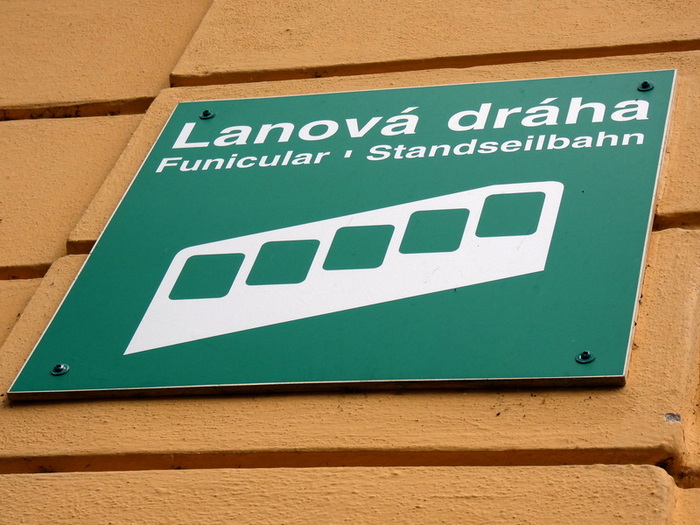 Lanová dráha
Funicular ' Standseilbahn